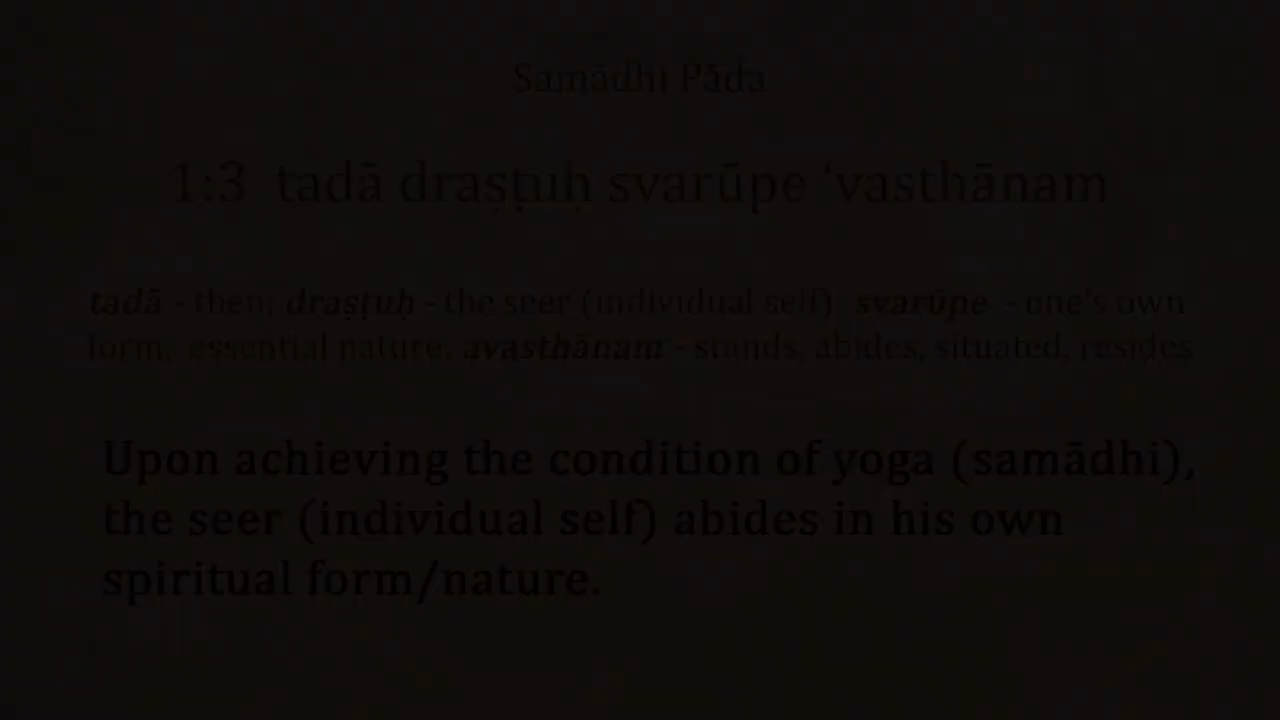 Samādhi Pāda
1:3 tadā draṣṭuḥ svarūpe ‘vasthānam
tadā - then; draṣṭuḥ - the seer (individual self); svarūpe - one's own
form, essential nature; avasthānam - stands, abides, situated, resides
Upon achieving the condition of yoga (samādhi),
the seer (individual self) abides in his own
spiritual form/nature.